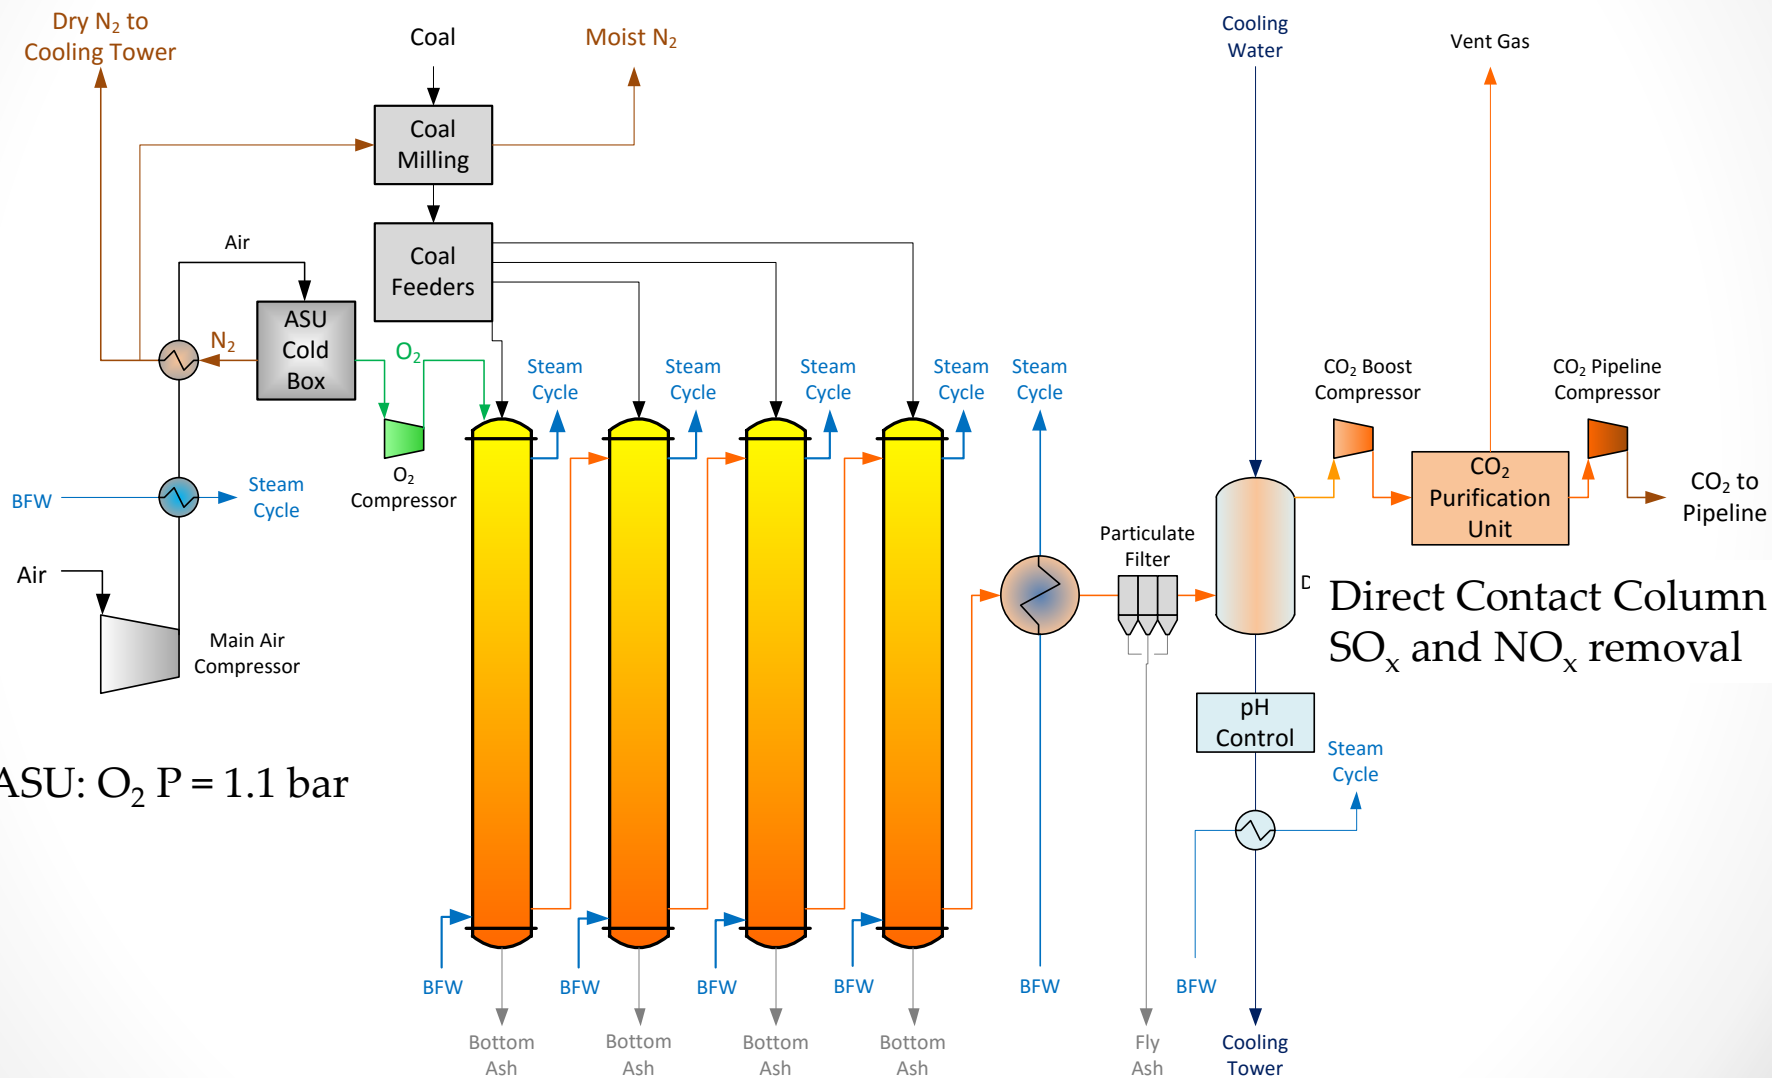 Dry N₂ to
Cooling Tower
Coal
Moist N₂
Cooling
Water
Vent Gas
Coal
Milling
Air
Coal
Feeders
ASU
Cold
Box
N₂
O₂
Steam
Cycle
Steam
Cycle
Steam
Cycle
Steam
Cycle
Steam
Cycle
CO₂ Boost
Compressor
CO₂ Pipeline
Compressor
O₂
Compressor
BFW
Steam
Cycle
CO₂
Purification
Unit
CO₂ to
Pipeline
Particulate
Filter
Air
Main Air
Compressor
D
Direct Contact Column
SOₓ and NOₓ removal
pH
Control
Steam
Cycle
ASU: O₂ P = 1.1 bar
BFW
BFW
BFW
BFW
BFW
BFW
Bottom
Ash
Bottom
Ash
Bottom
Ash
Bottom
Ash
Fly
Ash
Cooling
Tower